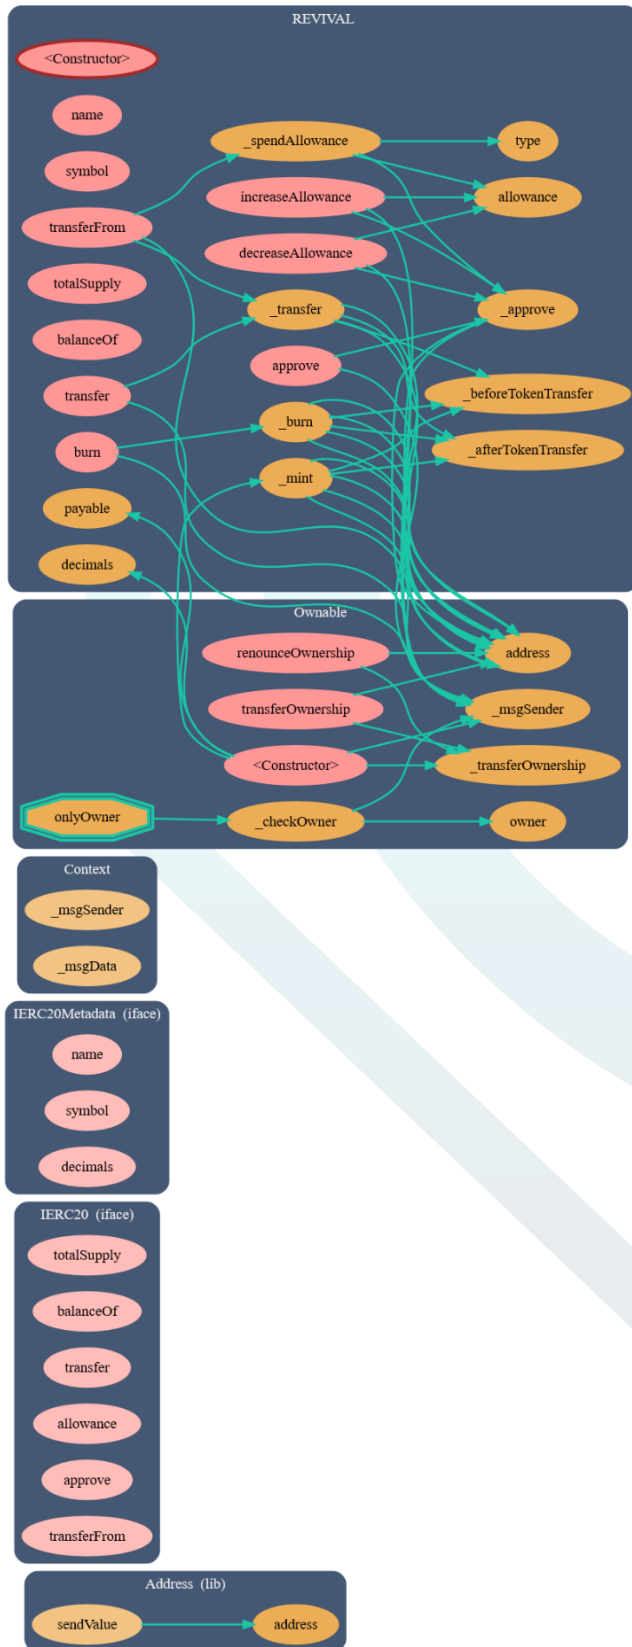 REVIVAL
<Constructor>
name
symbol
transferFrom
totalSupply
balanceOf
transfer
burn
payable
decimals
_spendAllowance
increaseAllowance
decreaseAllowance
_transfer
approve
_burn
_mint
type
allowance
_approve
_beforeTokenTransfer
_afterTokenTransfer
Ownable
onlyOwner
renounceOwnership
transferOwnership
<Constructor>
_checkOwner
address
_msgSender
_transferOwnership
owner
Context
_msgSender
_msgData
IERC20Metadata (iface)
name
symbol
decimals
IERC20 (iface)
totalSupply
balanceOf
transfer
allowance
approve
transferFrom
Address (lib)
sendValue
address